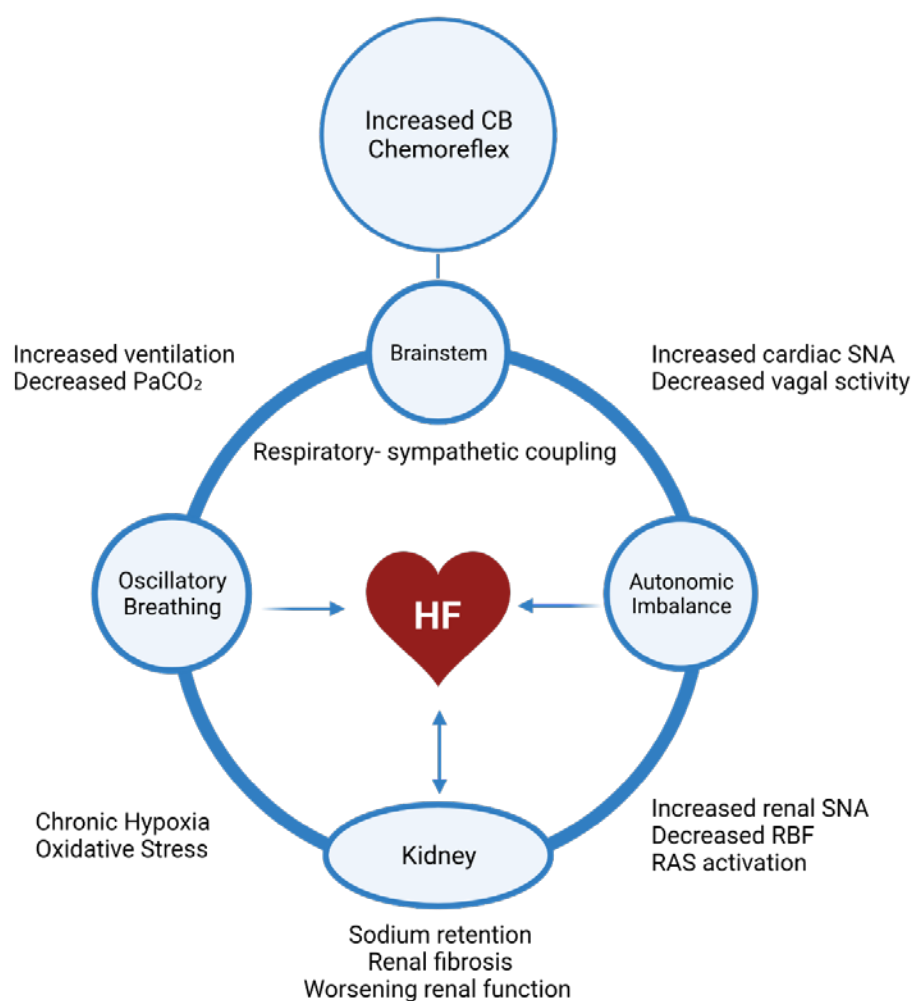 Increased CB
Chemoreflex
Brainstem
Increased ventilation
Decreased PaCO₂
Increased cardiac SNA
Decreased vagal sctivity
Respiratory- sympathetic coupling
Oscillatory
Breathing
HF
Autonomic
Imbalance
Chronic Hypoxia
Oxidative Stress
Increased renal SNA
Decreased RBF
RAS activation
Kidney
Sodium retention
Renal fibrosis
Worsening renal function